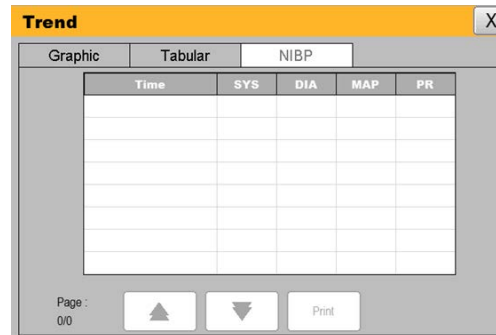 Trend X
Graphic Tabular NIBP
Time SYS DIA MAP PR
Page :
0/0
Print